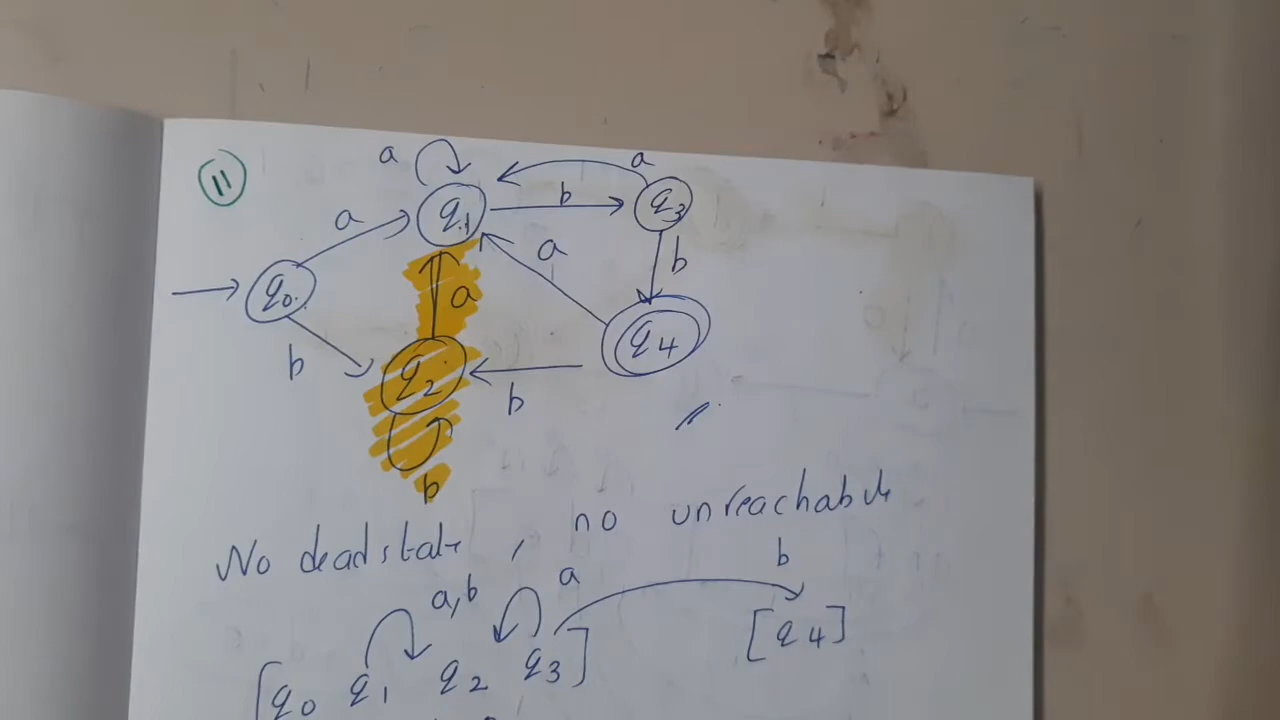 11
a
a
b
a
q1
q3
a
b
q0
a
q4
b
q2
b
b
No deadstate, no unreachable
a,b
a
b
[q0 q1 q2 q3]
[q4]